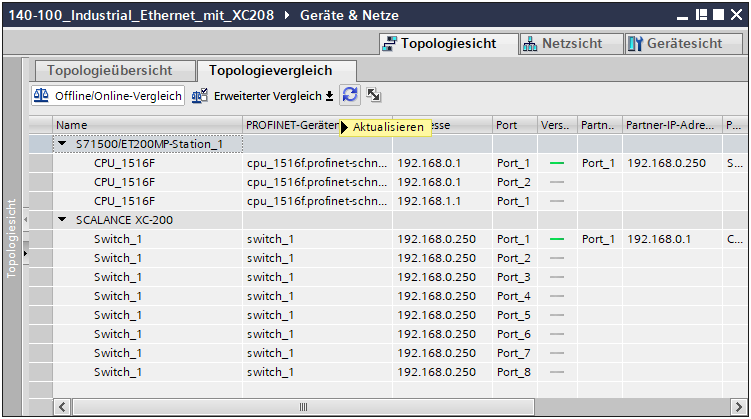 140-100_Industrial_Ethernet_mit_XC208 › Geräte & Netze
Topologiesicht Netzsicht Gerätesicht
Topologieübersicht Topologievergleich
Offline/Online-Vergleich Erweiterter Vergleich
Aktualisieren
Name PROFINET-Geräten esse Port Vers... Partn... Partner-IP-Adre... P...
S71500/ET200MP-Station_1
CPU_1516F cpu_1516f.profinet-schn... 192.168.0.1 Port_1 Port_1 192.168.0.250 S...
CPU_1516F cpu_1516f.profinet-schn... 192.168.0.1 Port_2
CPU_1516F cpu_1516f.profinet-schn... 192.168.1.1 Port_1
SCALANCE XC-200
Switch_1 switch_1 192.168.0.250 Port_1 Port_1 192.168.0.1 C...
Switch_1 switch_1 192.168.0.250 Port_2
Switch_1 switch_1 192.168.0.250 Port_3
Switch_1 switch_1 192.168.0.250 Port_4
Switch_1 switch_1 192.168.0.250 Port_5
Switch_1 switch_1 192.168.0.250 Port_6
Switch_1 switch_1 192.168.0.250 Port_7
Switch_1 switch_1 192.168.0.250 Port_8
Topologiesicht